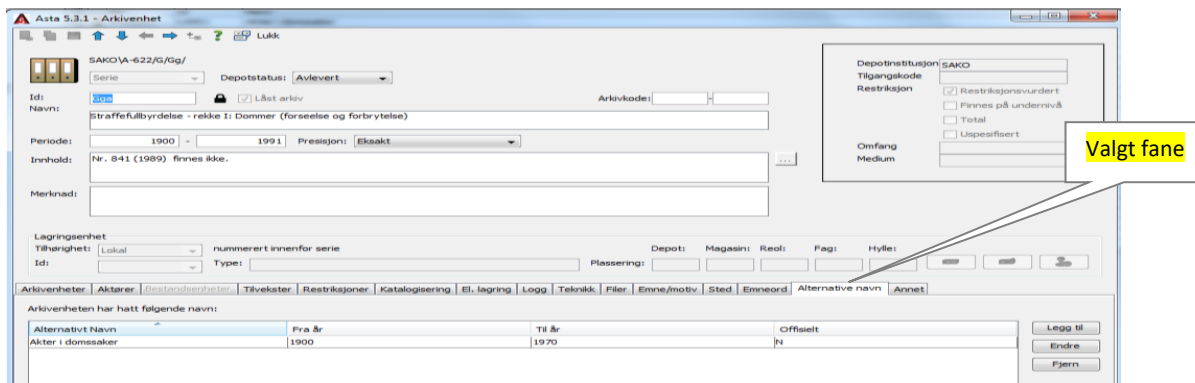 Asta 5.3.1 - Arkivenhet
Lukk
SAKO\A-622/G/Gg/
Serie Depotstatus: Avlevert
Id: Gga Låst arkiv Arkivkode: -
Navn:
Straffefullbyrdelse - rekke I: Dommer (forseelse og forbrytelse)
Periode: 1900 - 1991 Presisjon: Eksakt
Innhold: Nr. 841 (1989) finnes ikke. ...
Merknad:
Depotinstitusjon SAKO
Tilgangskode
Restriksjon Restriksjonsvurdert
Finnes på undernivå
Total
Uspesifisert
Omfang
Medium
Valgt fane
Lagringsenhet
Tilhørighet: Lokal nummerert innenfor serie Depot: Magasin: Reol: Fag: Hylle:
Id: Type: Plassering:
Arkivenheter Aktører Bestandsenheter Tilvekster Restriksjoner Katalogisering El. lagring Logg Teknikk Filer Emne/motiv Sted Emneord Alternative navn Annet
Arkivenheten har hatt følgende navn:
Alternativt Navn Fra år Til år Offisielt Legg til
Akter i domssaker 1900 1970 N Endre
Fjern